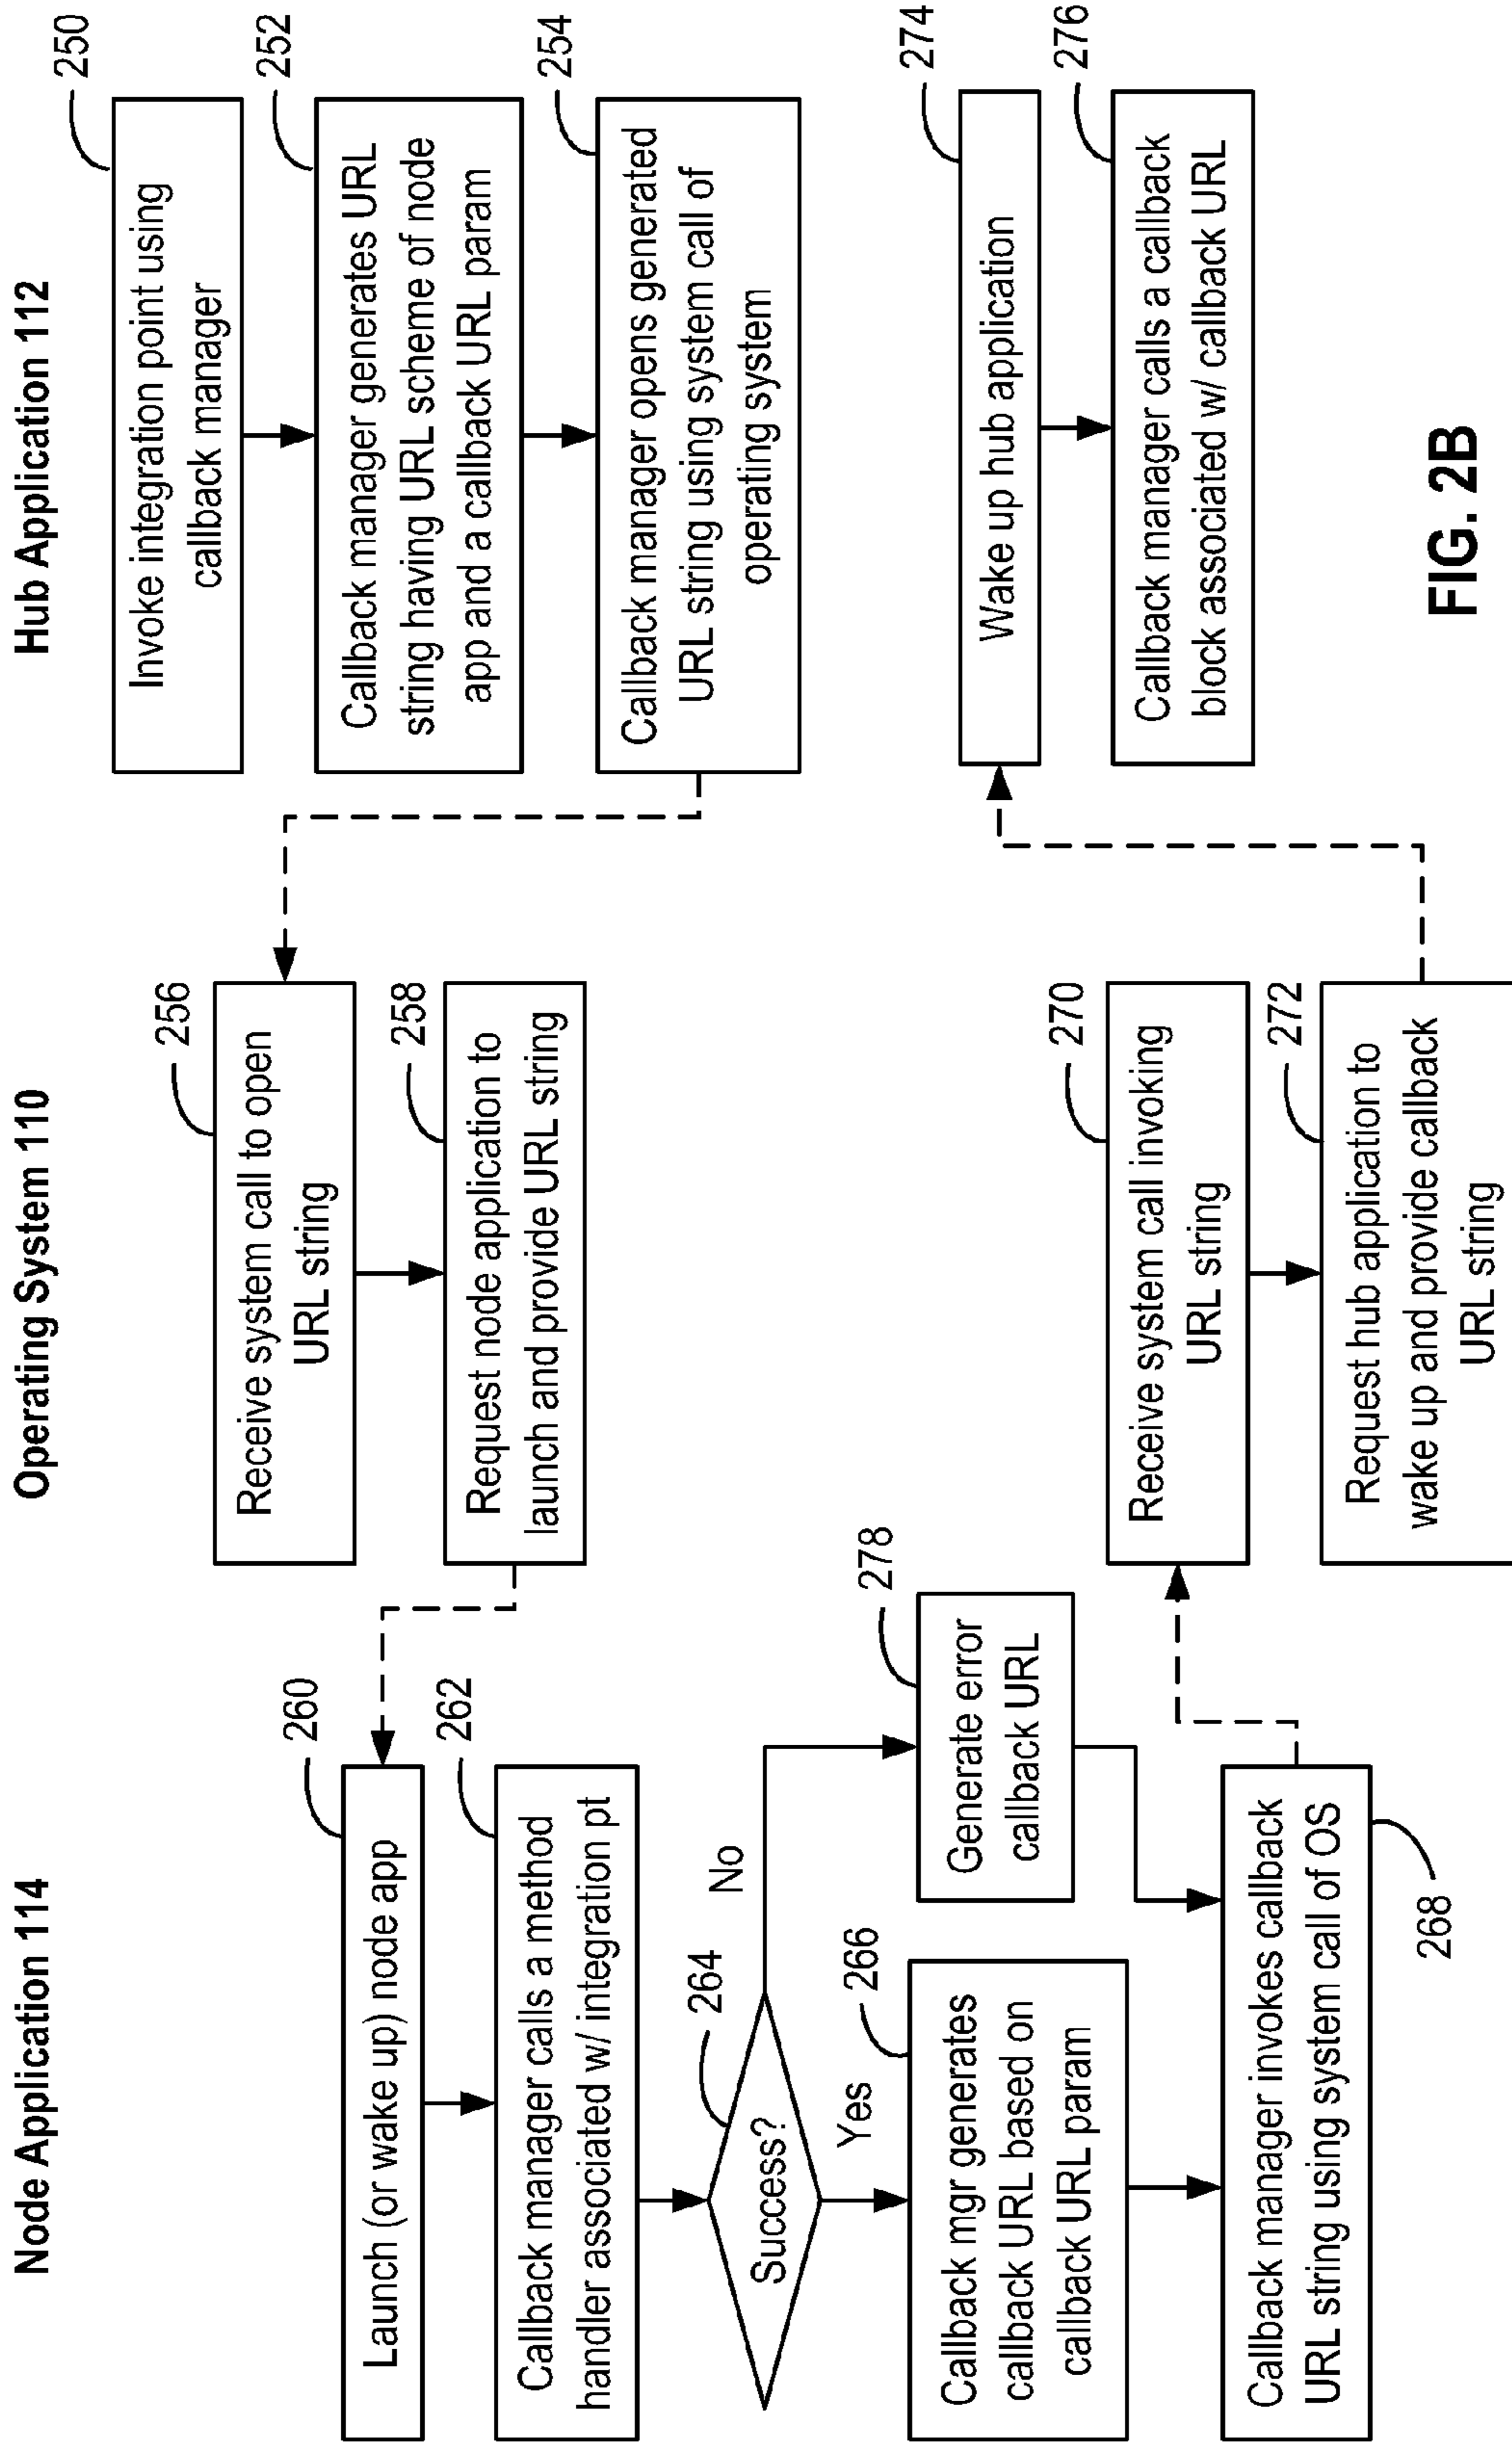 Node Application 114
Operating System 110
Hub Application 112
250
Invoke integration point using
callback manager
252
Callback manager generates URL
string having URL scheme of node
app and a callback URL param
254
Callback manager opens generated
URL string using system call of
operating system
256
Receive system call to open
URL string
258
Request node application to
launch and provide URL string
260
Launch (or wake up) node app
262
Callback manager calls a method
handler associated w/ integration pt
264
Success?
No
Yes
266
Callback mgr generates
callback URL based on
callback URL param
278
Generate error
callback URL
Callback manager invokes callback
URL string using system call of OS
268
270
Receive system call invoking
URL string
272
Request hub application to
wake up and provide callback
URL string
274
Wake up hub application
276
Callback manager calls a callback
block associated w/ callback URL
FIG. 2B